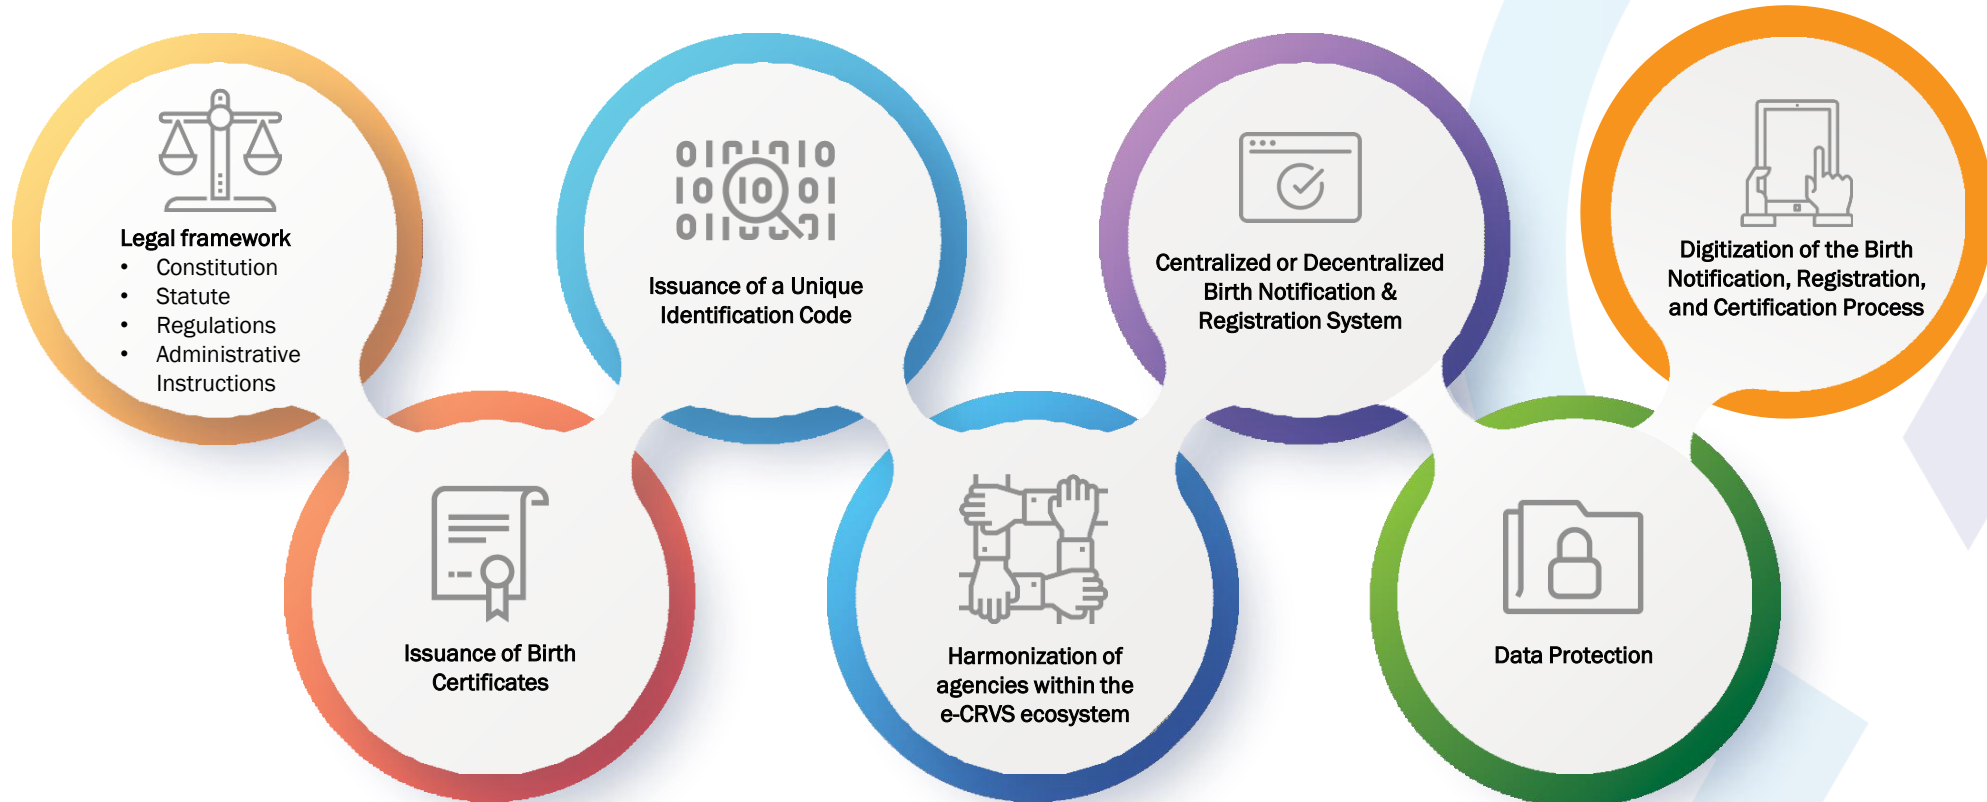 Legal framework
• Constitution
• Statute
• Regulations
• Administrative
Instructions
Issuance of Birth
Certificates
Issuance of a Unique
Identification Code
Harmonization of
agencies within the
e-CRVS ecosystem
Centralized or Decentralized
Birth Notification &
Registration System
Data Protection
Digitization of the Birth
Notification, Registration,
and Certification Process